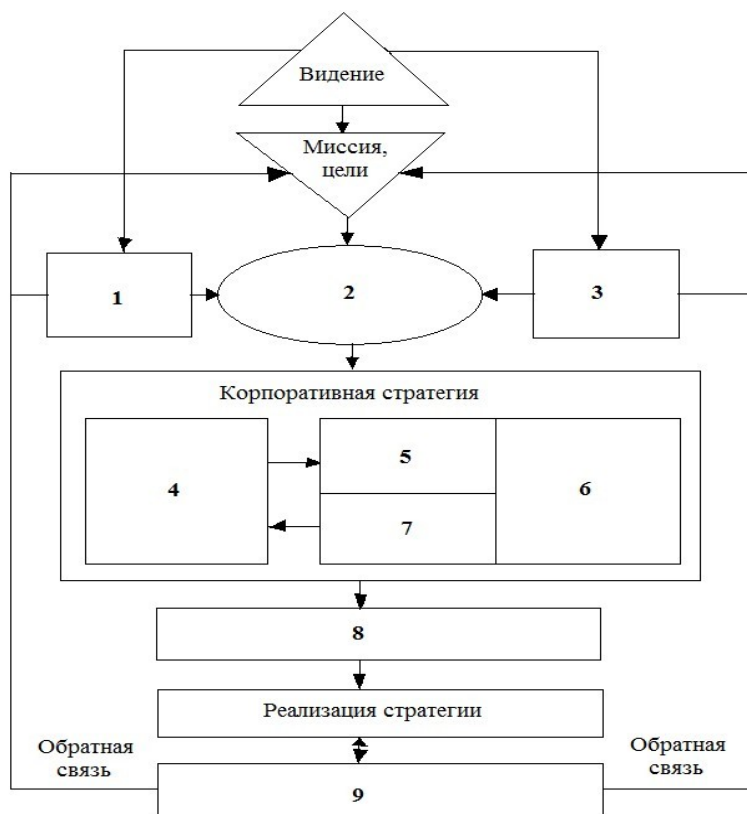 Видение
Миссия,
цели
1
2
3
Корпоративная стратегия
4
5
6
7
8
Реализация стратегии
Обратная
связь
Обратная
связь
9